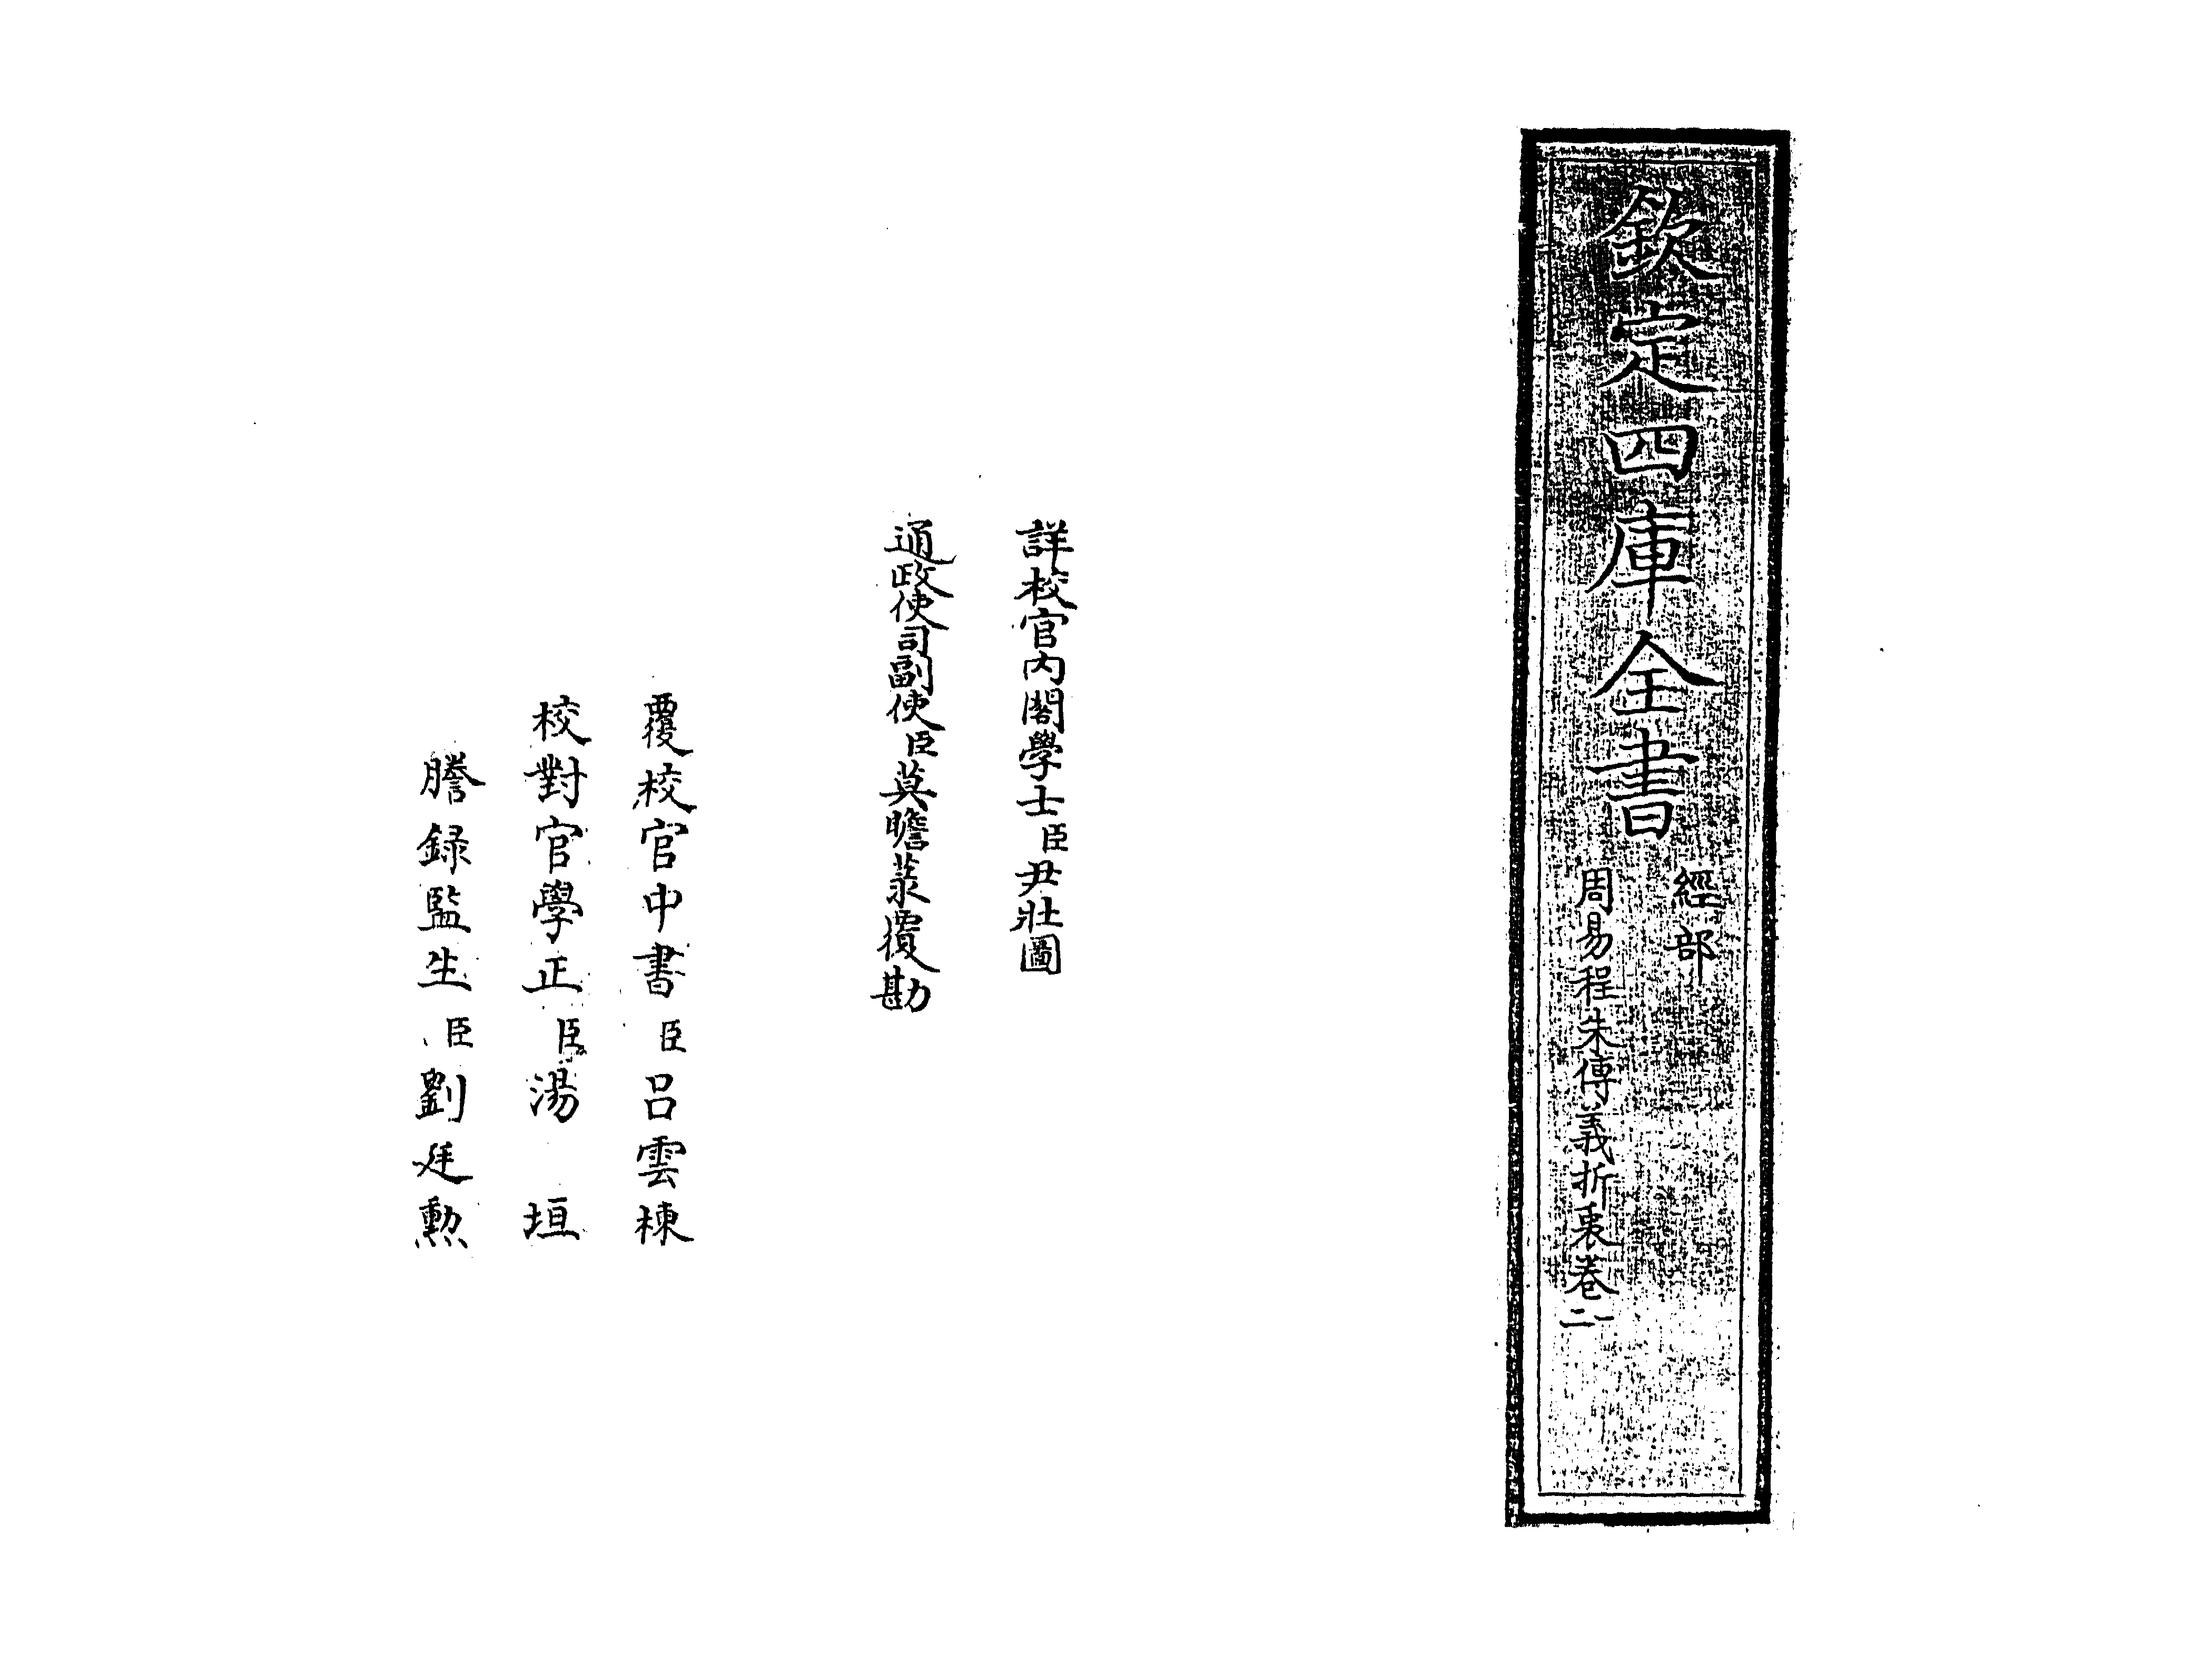 欽定四庫全書
經部
周易程朱傳義折衷卷二
詳校官內閣學士臣尹壯圖
通政使司副使臣莫瞻菉覆勘
覆校官中書臣呂雲棟
校對官學正臣湯垣
謄錄監生臣劉廷勲